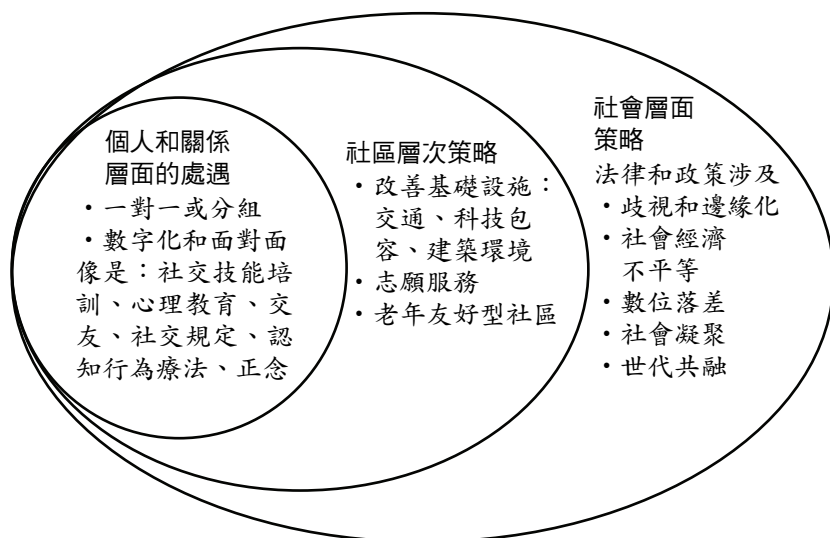 個人和關係
層面的處遇
・一對一或分組
・數字化和面對面
像是：社交技能培
訓、心理教育、交
友、社交規定、認
知行為療法、正念
社區層次策略
・改善基礎設施：
交通、科技包
容、建築環境
・志願服務
・老年友好型社區
社會層面
策略
法律和政策涉及
・歧視和邊緣化
・社會經濟
不平等
・數位落差
・社會凝聚
・世代共融